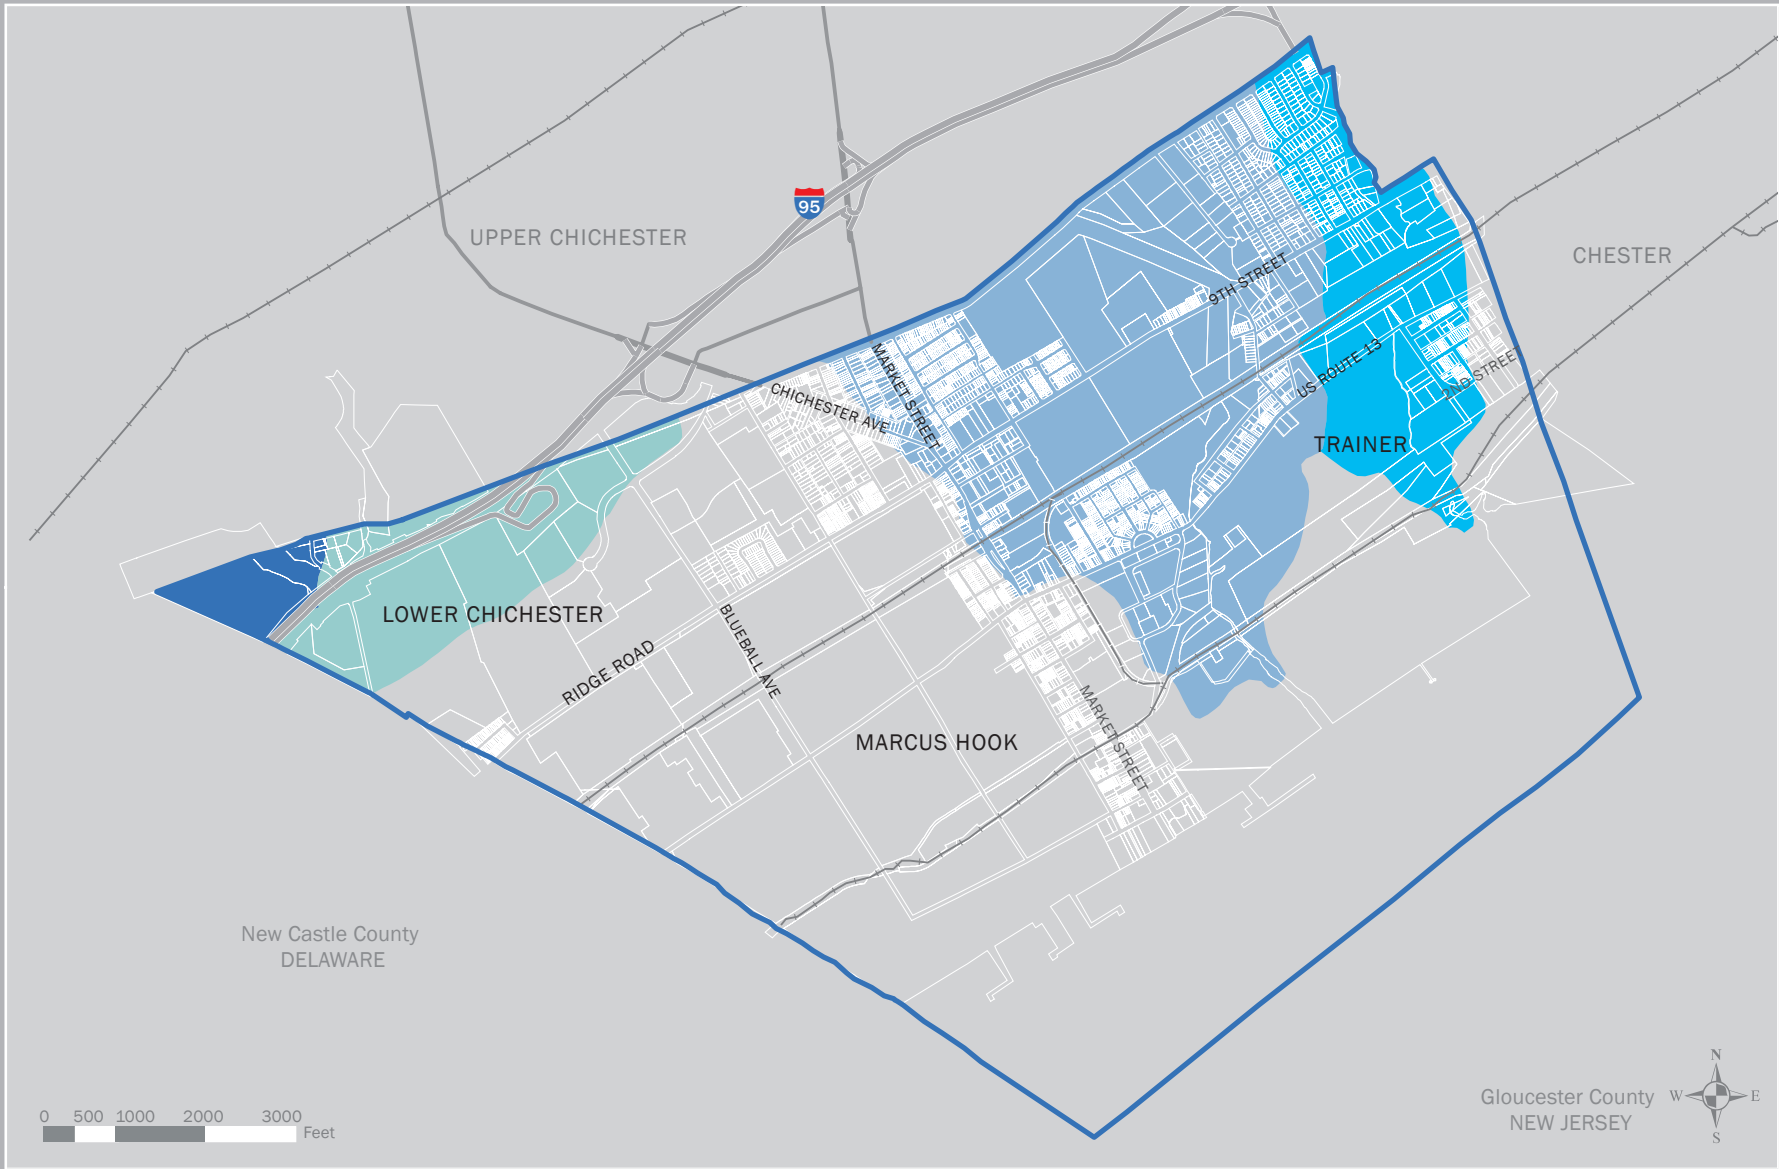 95
UPPER CHICHESTER
CHESTER
9TH STREET
US ROUTE 13
MARKET STREET
2ND STREET
CHICHESTER AVE
TRAINER
LOWER CHICHESTER
RIDGE ROAD
BLUEBALL AVE
MARKET STREET
MARCUS HOOK
New Castle County
DELAWARE
0 500 1000 2000 3000
Feet
Gloucester County
NEW JERSEY
N
W E
S